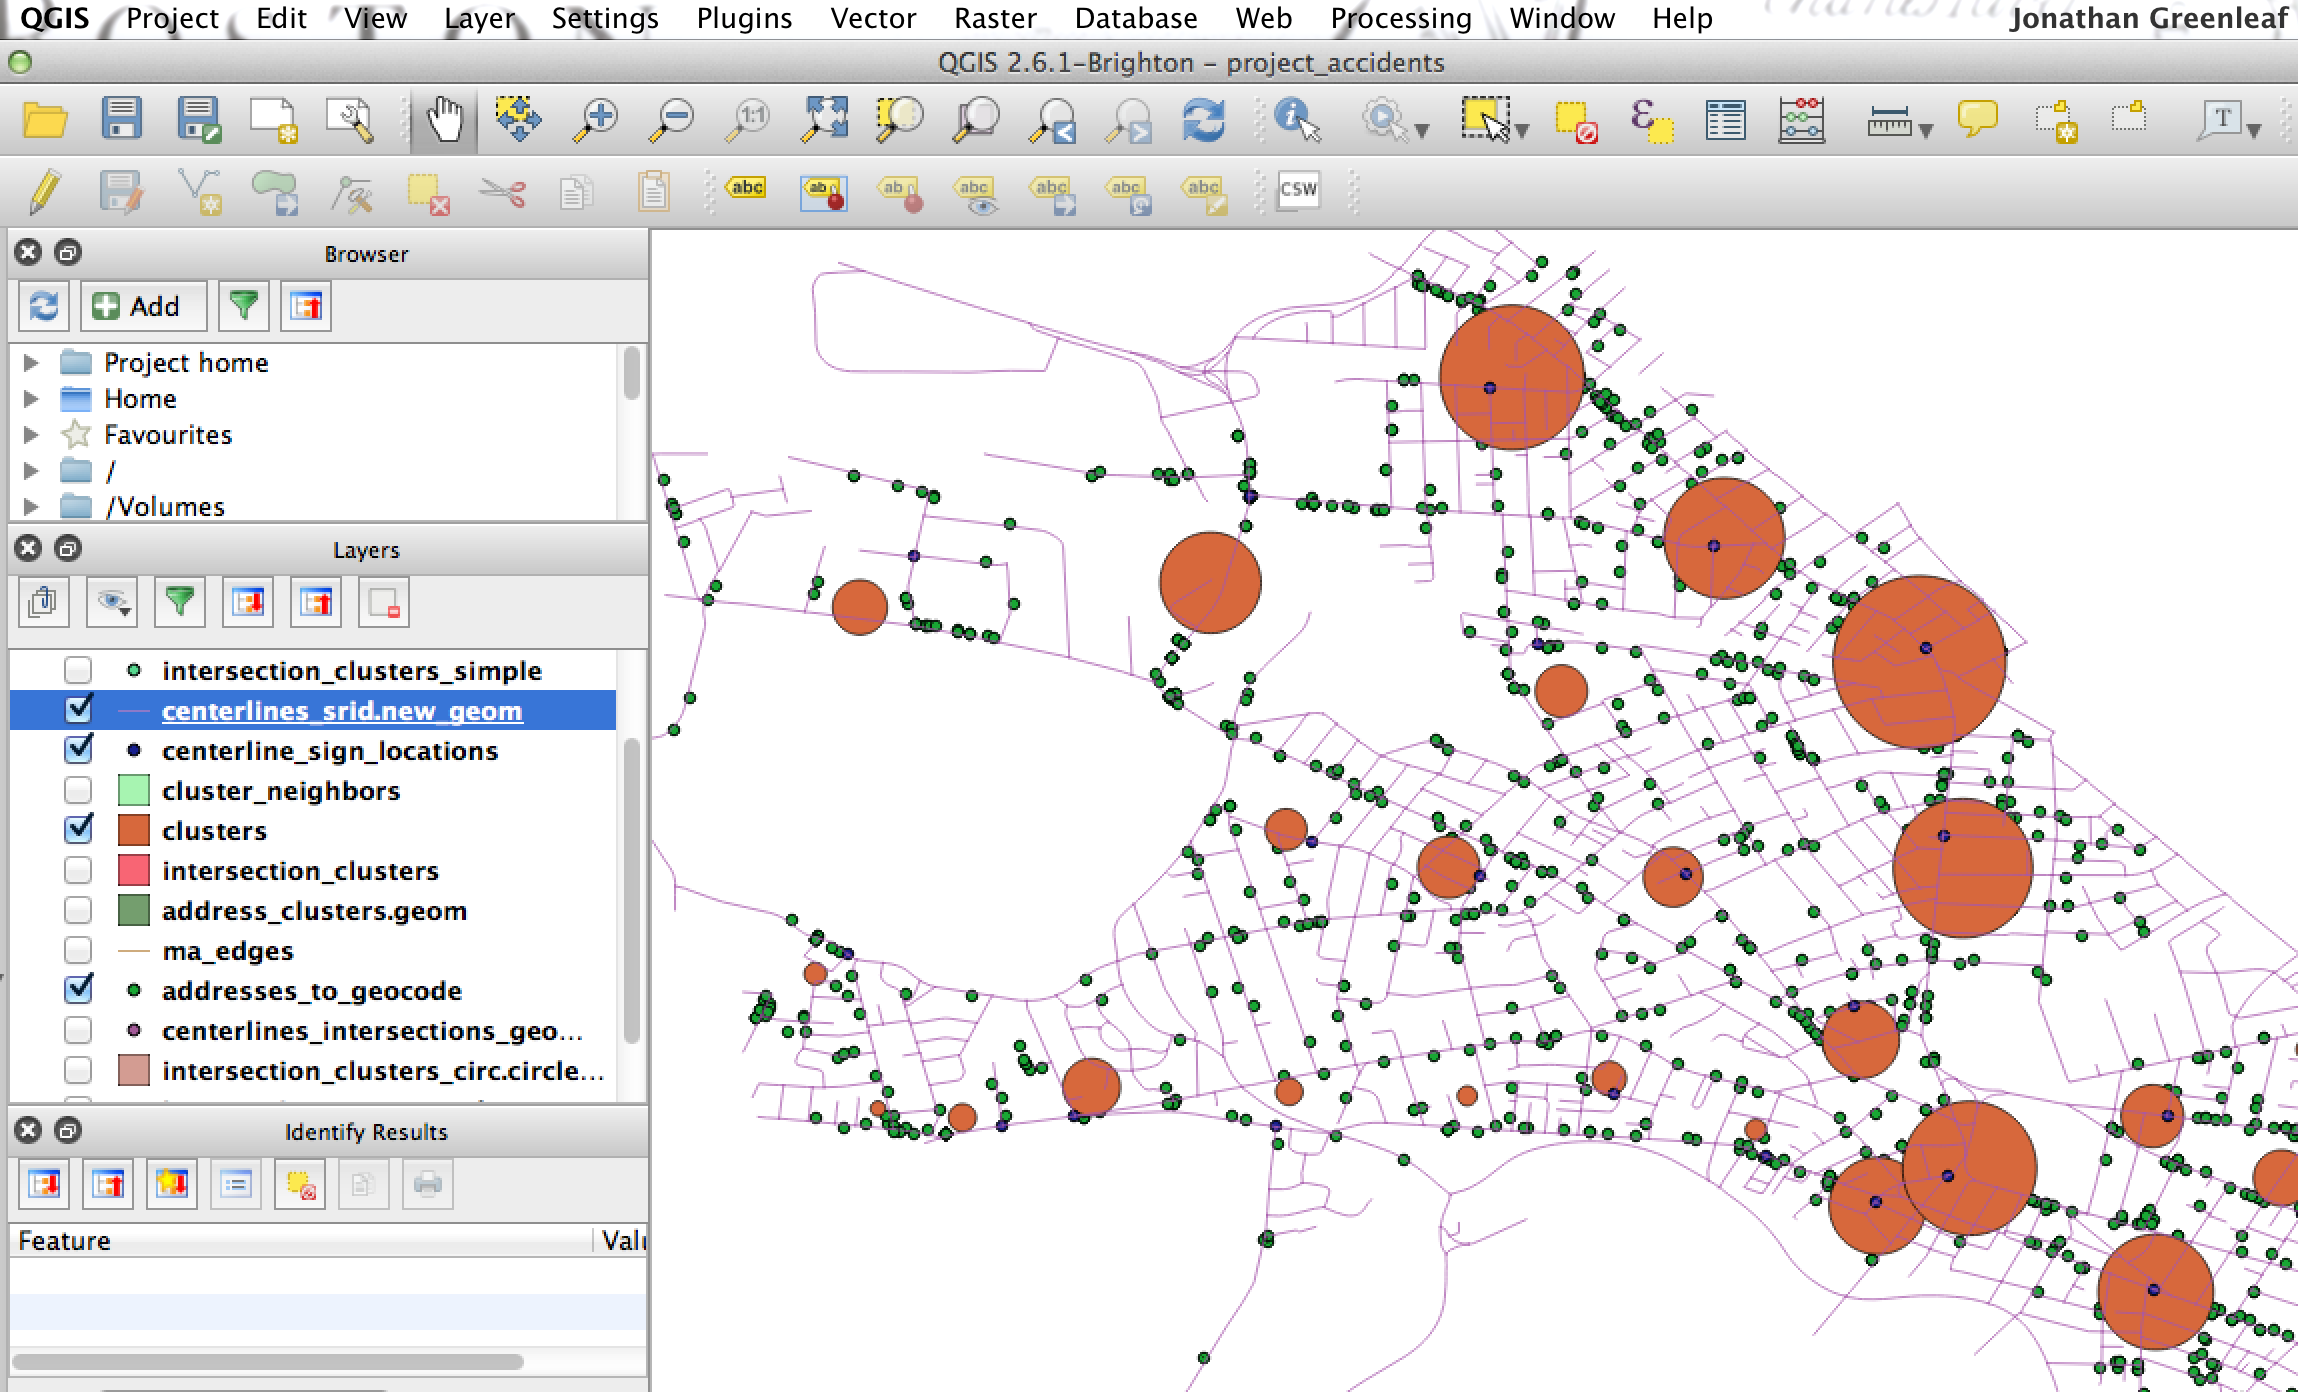 QGIS Project Edit View Layer Settings Plugins Vector Raster Database Web Processing Window Help Jonathan Greenleaf
QGIS 2.6.1-Brighton – project_accidents
1:1
T
abc ab ab abc abc abc abc CSW
Browser
Add
Project home
Home
Favourites
/
/Volumes
Layers
intersection_clusters_simple
centerlines_srid.new_geom
centerline_sign_locations
cluster_neighbors
clusters
intersection_clusters
address_clusters.geom
ma_edges
addresses_to_geocode
centerlines_intersections_geo...
intersection_clusters_circ.circle...
Identify Results
Feature